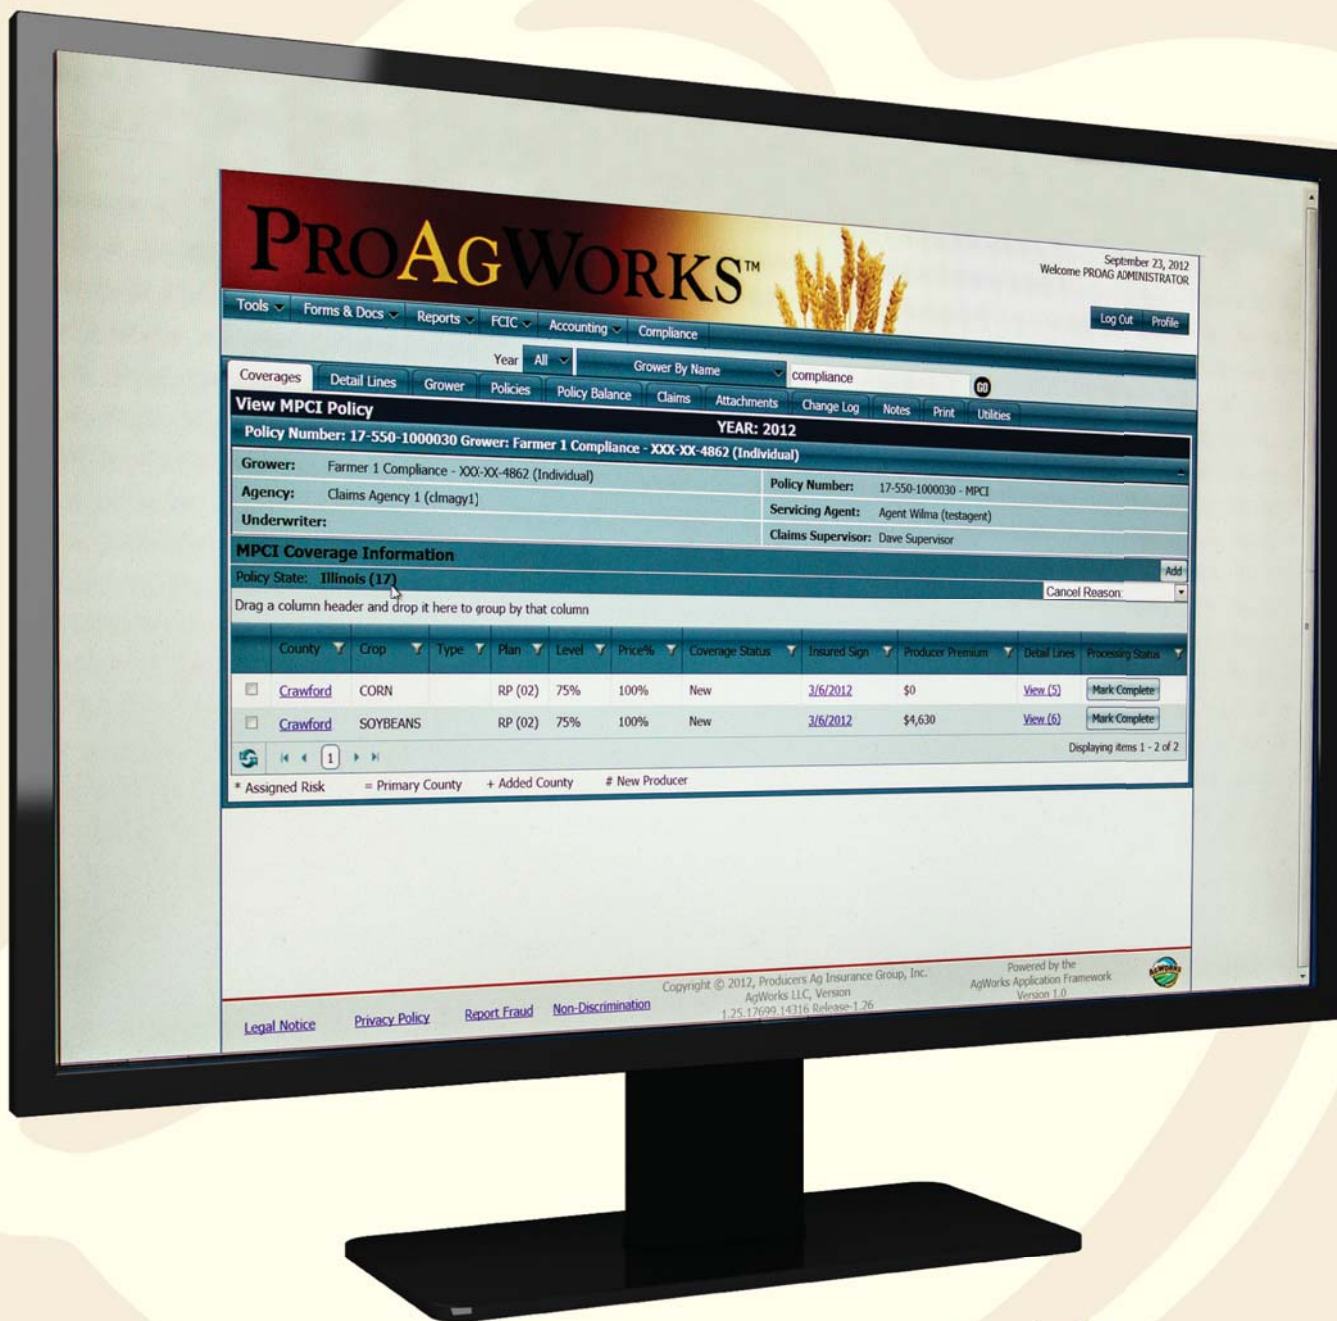 PROAGWORKS™
September 23, 2012
Welcome PROAG ADMINISTRATOR
Log Out Profile
Tools Forms & Docs Reports FCIC Accounting Compliance
Year All Grower By Name compliance GO
Coverages Detail Lines Grower Policies Policy Balance Claims Attachments Change Log Notes Print Utilities
View MPCI Policy YEAR: 2012
Policy Number: 17-550-1000030 Grower: Farmer 1 Compliance - XXX-XX-4862 (Individual)
Grower: Farmer 1 Compliance - XXX-XX-4862 (Individual) Policy Number: 17-550-1000030 - MPCI
Agency: Claims Agency 1 (clmagy1) Servicing Agent: Agent Wilma (testagent)
Underwriter: Claims Supervisor: Dave Supervisor
MPCI Coverage Information Add
Policy State: Illinois (17) Cancel Reason:
Drag a column header and drop it here to group by that column
County Crop Type Plan Level Price% Coverage Status Insured Sign Producer Premium Detail Lines Processing Status
Crawford CORN RP (02) 75% 100% New 3/6/2012 $0 View (5) Mark Complete
Crawford SOYBEANS RP (02) 75% 100% New 3/6/2012 $4,630 View (6) Mark Complete
1 Displaying items 1 - 2 of 2
* Assigned Risk = Primary County + Added County # New Producer
Legal Notice Privacy Policy Report Fraud Non-Discrimination
Copyright © 2012, Producers Ag Insurance Group, Inc.
AgWorks LLC, Version
1.25.17699.14316 Release-1.26
Powered by the
AgWorks Application Framework
Version 1.0
AGWORKS